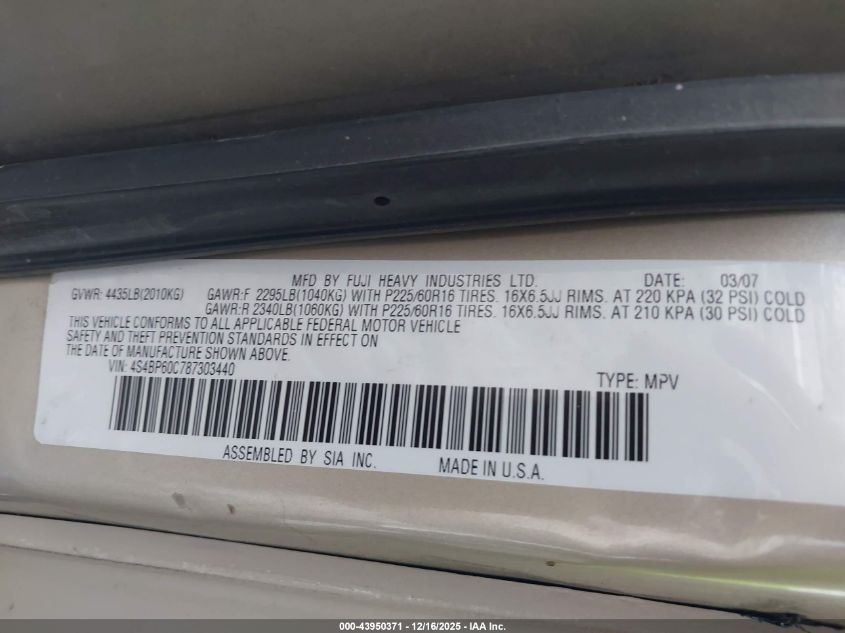 MFD BY FUJI HEAVY INDUSTRIES LTD. DATE: 03/07
GVWR: 4435LB(2010KG) GAWR:F 2295LB(1040KG) WITH P225/60R16 TIRES. 16X6.5JJ RIMS. AT 220 KPA (32 PSI) COLD
GAWR:R 2340LB(1060KG) WITH P225/60R16 TIRES. 16X6.5JJ RIMS. AT 210 KPA (30 PSI) COLD
THIS VEHICLE CONFORMS TO ALL APPLICABLE FEDERAL MOTOR VEHICLE
SAFETY AND THEFT PREVENTION STANDARDS IN EFFECT ON
THE DATE OF MANUFACTURE SHOWN ABOVE.
VIN: 4S4BP60C787303440 TYPE: MPV
ASSEMBLED BY SIA INC. MADE IN U.S.A.
000-43950371 - 12/16/2025 - IAA Inc.